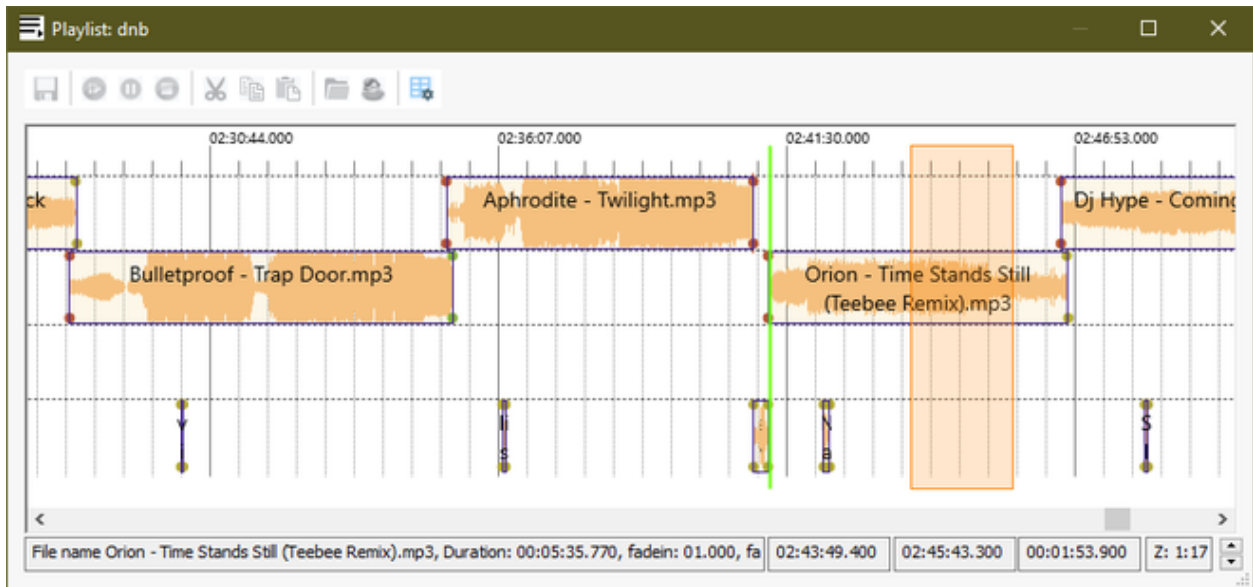 Playlist: dnb
02:30:44.000 02:36:07.000 02:41:30.000 02:46:53.000
ck Aphrodite - Twilight.mp3 Dj Hype - Coming
Bulletproof - Trap Door.mp3 Orion - Time Stands Still
(Teebee Remix).mp3
File name Orion - Time Stands Still (Teebee Remix).mp3, Duration: 00:05:35.770, fadein: 01.000, fa 02:43:49.400 02:45:43.300 00:01:53.900 Z: 1:17